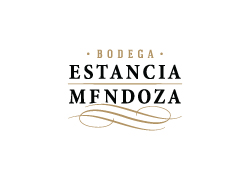 · BODEGA ·
ESTANCIA
MENDOZA